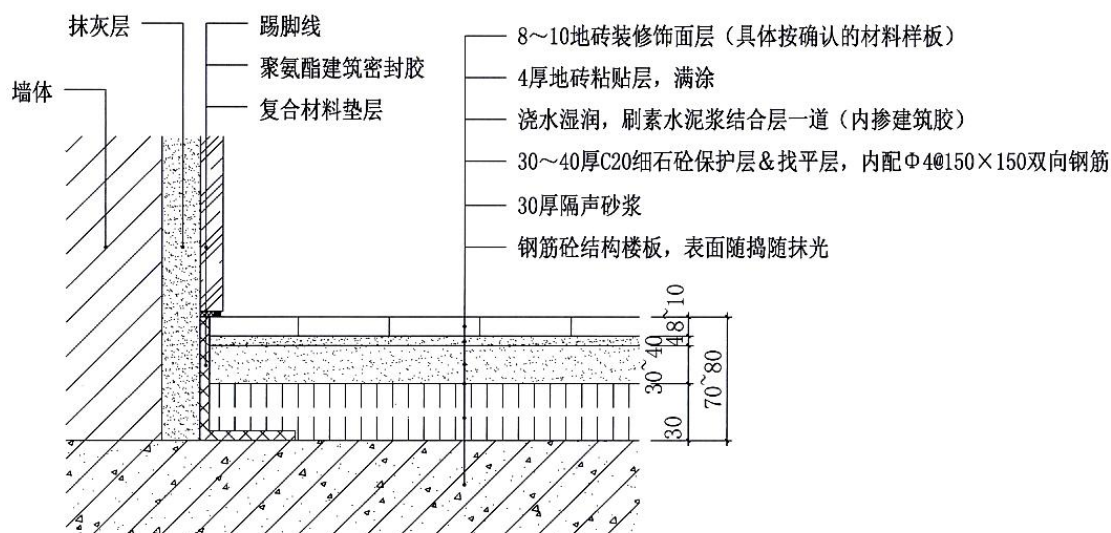 抹灰层
墙体
踢脚线
聚氨酯建筑密封胶
复合材料垫层
8～10地砖装修饰面层（具体按确认的材料样板）
4厚地砖粘贴层，满涂
浇水湿润，刷素水泥浆结合层一道（内掺建筑胶）
30～40厚C20细石砼保护层&找平层，内配Φ4@150×150双向钢筋
30厚隔声砂浆
钢筋砼结构楼板，表面随捣随抹光
8~10
4
30~40
30
70~80